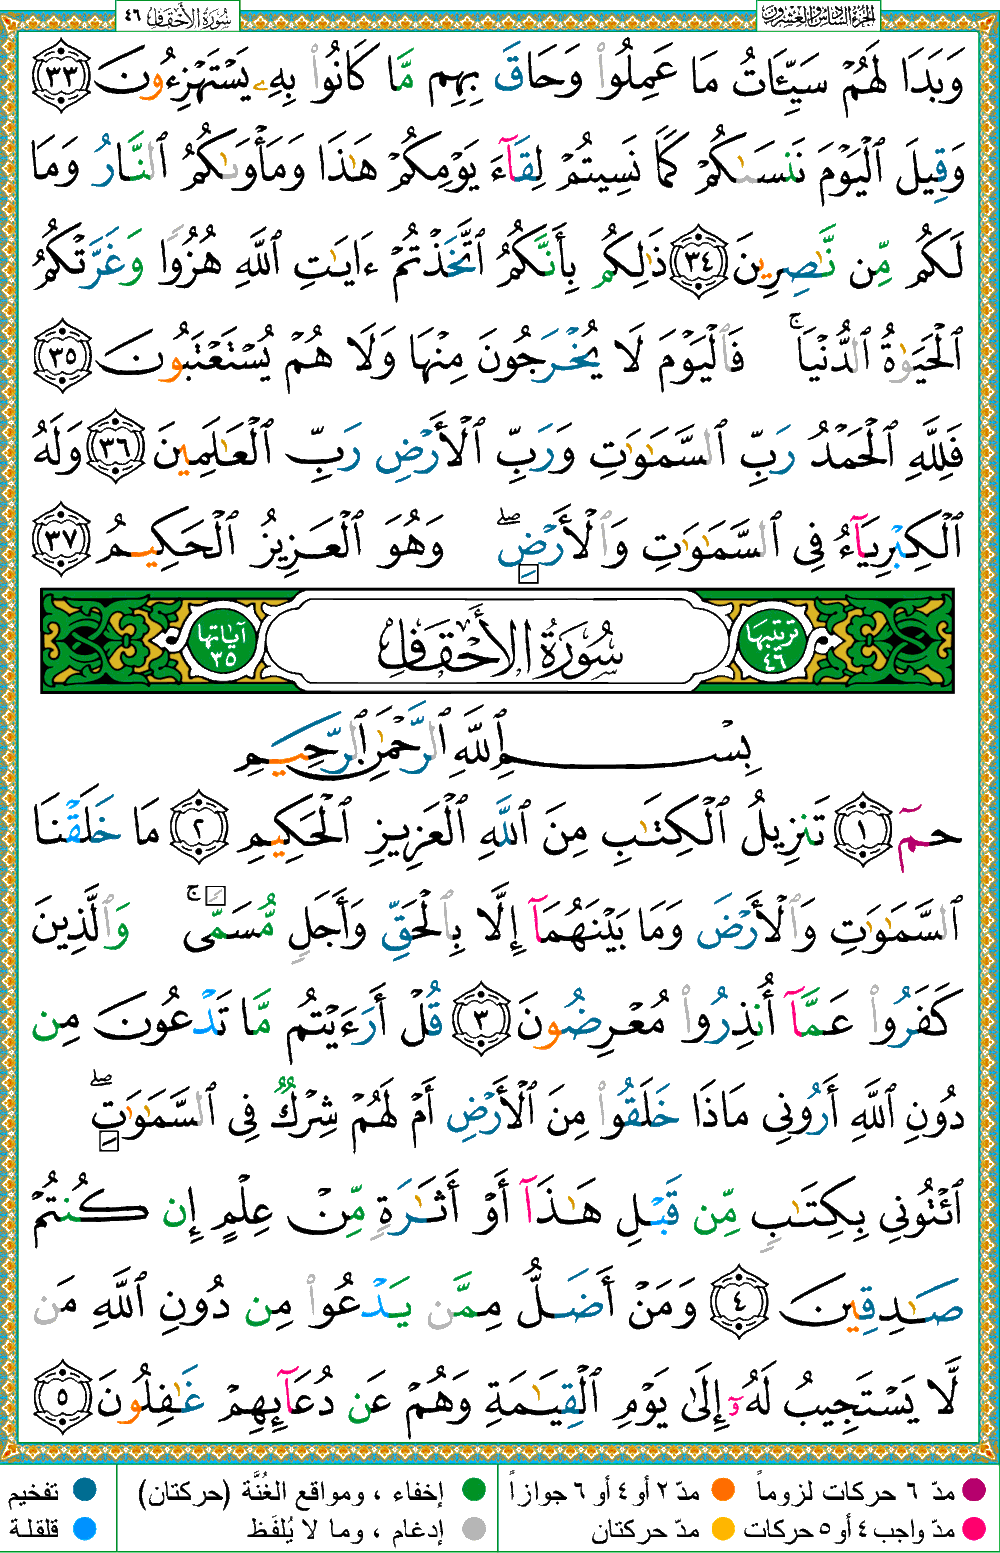 الجزء السادس والعشرون
سورة الأحقاف ٤٦
وَبَدَا لَهُمْ سَيِّـَٔاتُ مَا عَمِلُوا۟ وَحَاقَ بِهِم مَّا كَانُوا۟ بِهِۦ يَسْتَهْزِءُونَ ٣٣
وَقِيلَ ٱلْيَوْمَ نَنسَىٰكُمْ كَمَا نَسِيتُمْ لِقَآءَ يَوْمِكُمْ هَـٰذَا وَمَأْوَىٰكُمُ ٱلنَّارُ وَمَا
لَكُم مِّن نَّـٰصِرِينَ ٣٤ ذَٰلِكُم بِأَنَّكُمُ ٱتَّخَذْتُمْ ءَايَـٰتِ ٱللَّهِ هُزُوًا وَغَرَّتْكُمُ
ٱلْحَيَوٰةُ ٱلدُّنْيَا ۚ فَٱلْيَوْمَ لَا يُخْرَجُونَ مِنْهَا وَلَا هُمْ يُسْتَعْتَبُونَ ٣٥
فَلِلَّهِ ٱلْحَمْدُ رَبِّ ٱلسَّمَـٰوَٰتِ وَرَبِّ ٱلْأَرْضِ رَبِّ ٱلْعَـٰلَمِينَ ٣٦ وَلَهُ
ٱلْكِبْرِيَآءُ فِى ٱلسَّمَـٰوَٰتِ وَٱلْأَرْضِ ۖ وَهُوَ ٱلْعَزِيزُ ٱلْحَكِيمُ ٣٧
ترتيبها ٤٦
سُورَةُ الأَحْقَافِ
آياتها ٣٥
بِسْمِ ٱللَّهِ ٱلرَّحْمَـٰنِ ٱلرَّحِيمِ
حمٓ ١ تَنزِيلُ ٱلْكِتَـٰبِ مِنَ ٱللَّهِ ٱلْعَزِيزِ ٱلْحَكِيمِ ٢ مَا خَلَقْنَا
ٱلسَّمَـٰوَٰتِ وَٱلْأَرْضَ وَمَا بَيْنَهُمَآ إِلَّا بِٱلْحَقِّ وَأَجَلٍ مُّسَمًّى ۚ وَٱلَّذِينَ
كَفَرُوا۟ عَمَّآ أُنذِرُوا۟ مُعْرِضُونَ ٣ قُلْ أَرَءَيْتُم مَّا تَدْعُونَ مِن
دُونِ ٱللَّهِ أَرُونِى مَاذَا خَلَقُوا۟ مِنَ ٱلْأَرْضِ أَمْ لَهُمْ شِرْكٌ فِى ٱلسَّمَـٰوَٰتِ ۖ
ٱئْتُونِى بِكِتَـٰبٍ مِّن قَبْلِ هَـٰذَآ أَوْ أَثَـٰرَةٍ مِّنْ عِلْمٍ إِن كُنتُمْ
صَـٰدِقِينَ ٤ وَمَنْ أَضَلُّ مِمَّن يَدْعُوا۟ مِن دُونِ ٱللَّهِ مَن
لَّا يَسْتَجِيبُ لَهُۥٓ إِلَىٰ يَوْمِ ٱلْقِيَـٰمَةِ وَهُمْ عَن دُعَآئِهِمْ غَـٰفِلُونَ ٥
مدّ ٦ حركات لزوماً مدّ ٢ أو ٤ أو ٦ جوازاً إخفاء ، ومواقع الغُنَّة (حركتان) تفخيم
مدّ واجب ٤ أو ٥ حركات مدّ حركتان إدغام ، وما لا يُلفَظ قلقلة